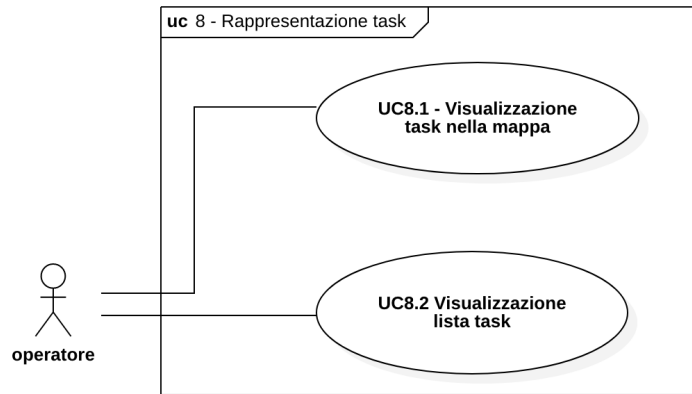 uc 8 - Rappresentazione task
UC8.1 - Visualizzazione
task nella mappa
UC8.2 Visualizzazione
lista task
operatore